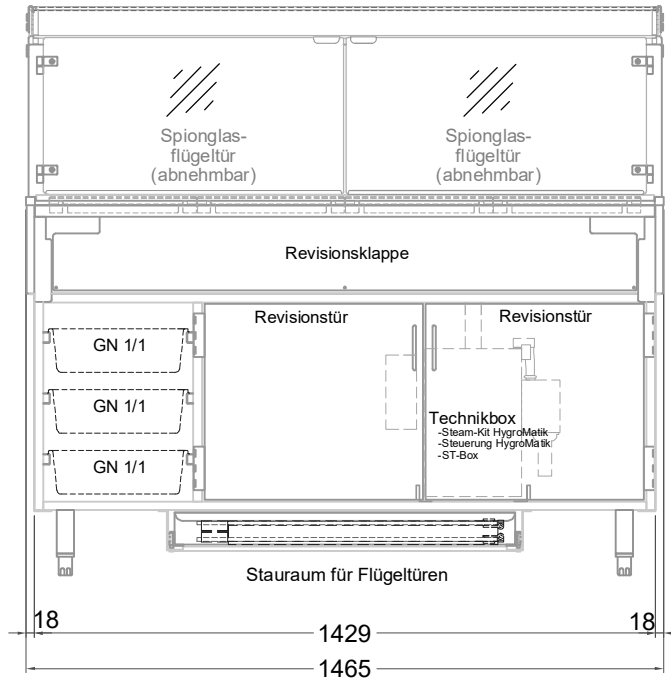 Spionglas-
flügeltür
(abnehmbar)
Spionglas-
flügeltür
(abnehmbar)
Revisionsklappe
Revisionstür
Revisionstür
GN 1/1
GN 1/1
GN 1/1
Technikbox
-Steam-Kit HygroMatik
-Steuerung HygroMatik
-ST-Box
Stauraum für Flügeltüren
18
1429
18
1465